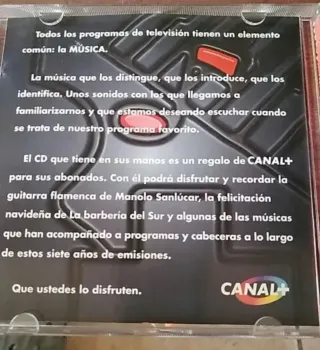 Todos los programas de televisión tienen un elemento
común: la MÚSICA.
La música que los distingue, que los introduce, que los
identifica. Unos sonidos con los que llegamos a
familiarizarnos y que estamos deseando escuchar cuando
se trata de nuestro programa favorito.
El CD que tiene en sus manos es un regalo de CANAL+
para sus abonados. Con él podrá disfrutar y recordar la
guitarra flamenca de Manolo Sanlúcar, la felicitación
navideña de La barbería del Sur y algunas de las músicas
que han acompañado a programas y cabeceras a lo largo
de estos siete años de emisiones.
Que ustedes lo disfruten.
CANAL+